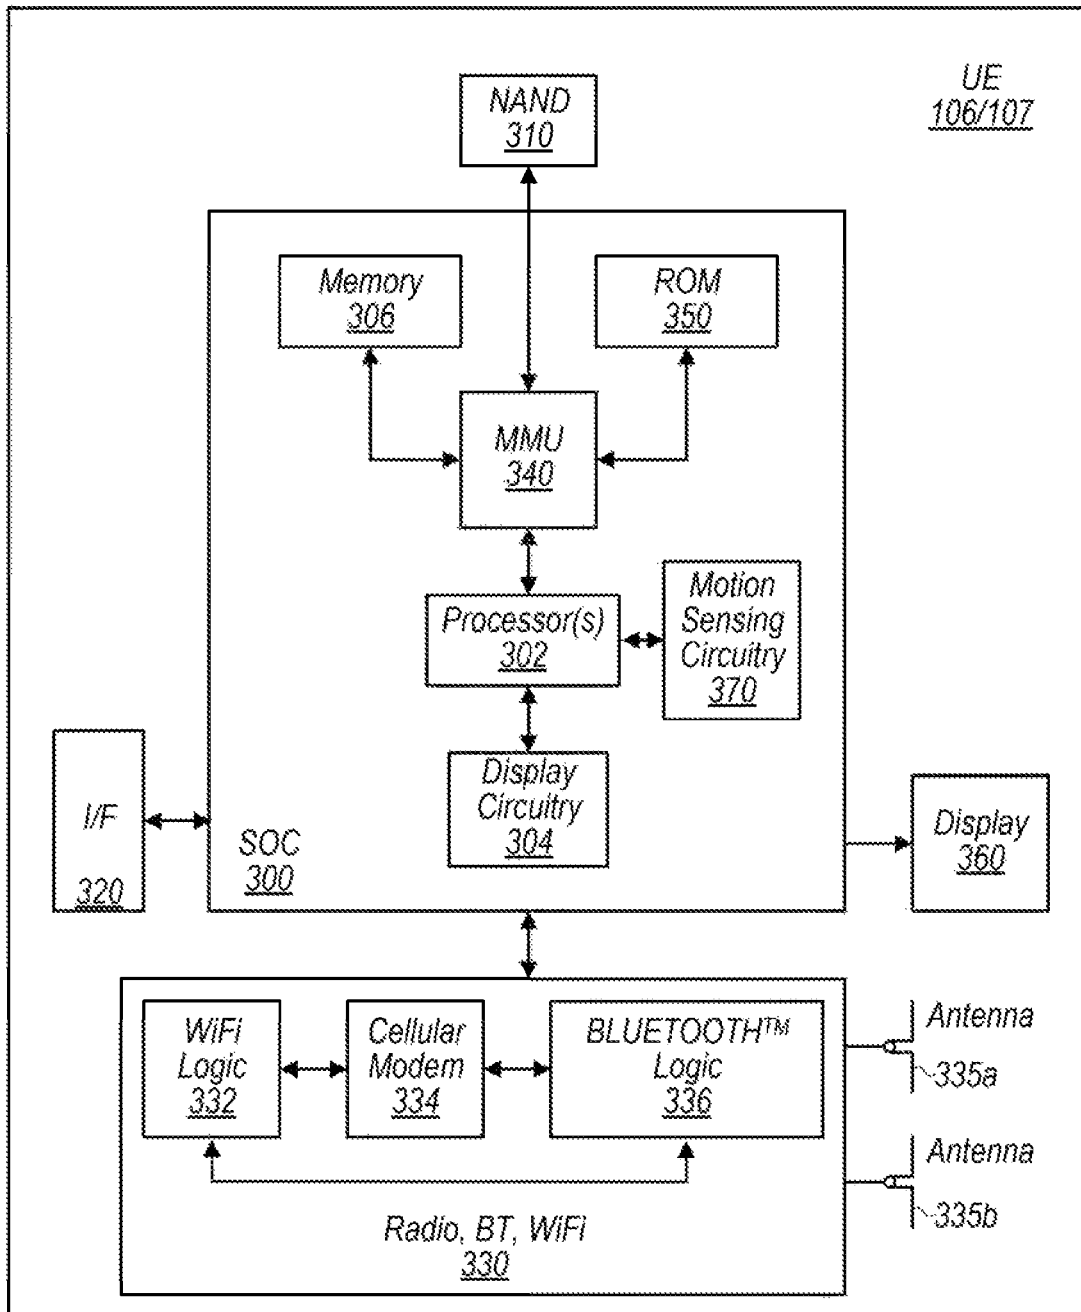 UE
106/107
NAND
310
Memory
306
ROM
350
MMU
340
Processor(s)
302
Motion
Sensing
Circuitry
370
Display
Circuitry
304
I/F
320
SOC
300
Display
360
WiFi
Logic
332
Cellular
Modem
334
BLUETOOTH™
Logic
336
Antenna
335a
Antenna
335b
Radio, BT, WiFi
330